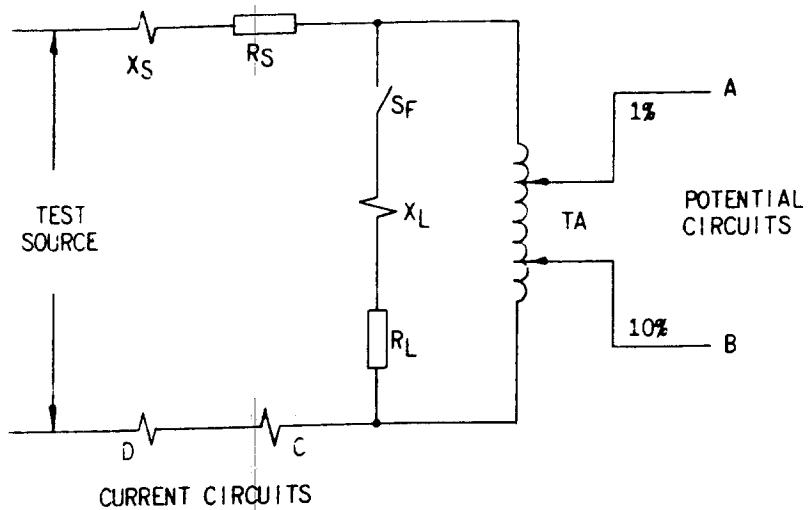 X_S
R_S
S_F
A
1%
X_L
TEST
SOURCE
TA
POTENTIAL
CIRCUITS
R_L
10%
B
D
C
CURRENT CIRCUITS